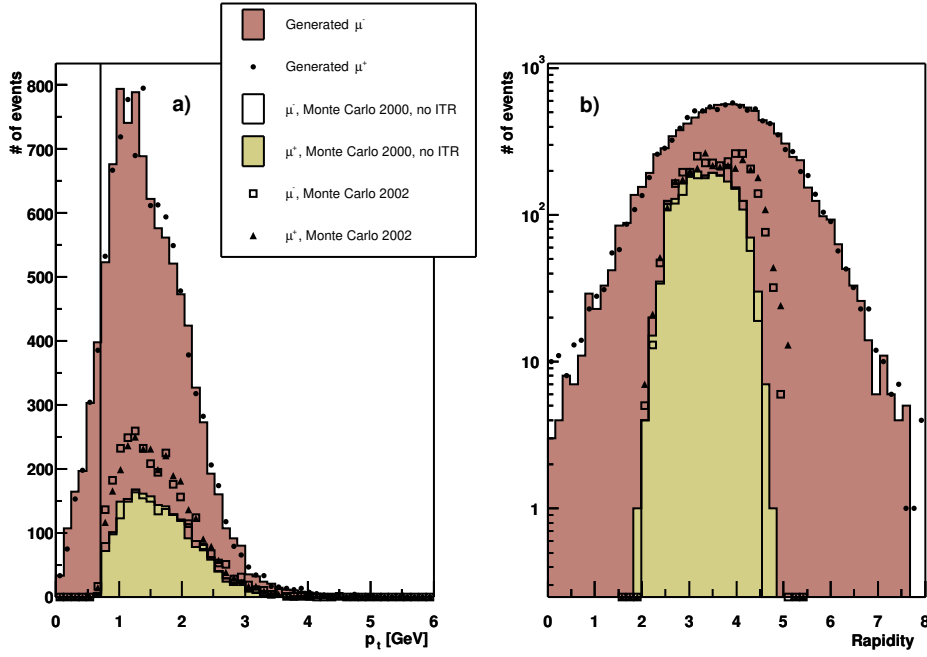 Generated μ⁻
Generated μ⁺
μ⁻, Monte Carlo 2000, no ITR
μ⁺, Monte Carlo 2000, no ITR
μ⁻, Monte Carlo 2002
μ⁺, Monte Carlo 2002
a)
# of events
800
700
600
500
400
300
200
100
0
0 1 2 3 4 5 6
p_t [GeV]
b)
# of events
10³
10²
10
1
0 1 2 3 4 5 6 7 8
Rapidity